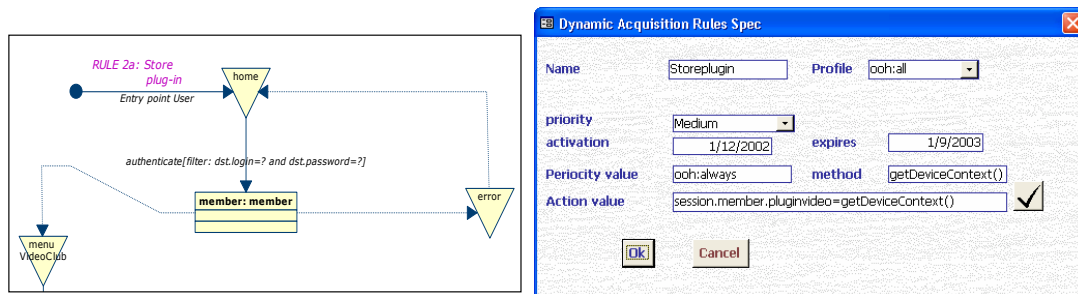 RULE 2a: Store
plug-in
home
Entry point User
authenticate[filter: dst.login=? and dst.password=?]
member: member
error
menu
VideoClub
Dynamic Acquisition Rules Spec
Name Storeplugin Profile ooh:all
priority Medium
activation 1/12/2002 expires 1/9/2003
Periocity value ooh:always method getDeviceContext()
Action value session.member.pluginvideo=getDeviceContext()
Ok Cancel